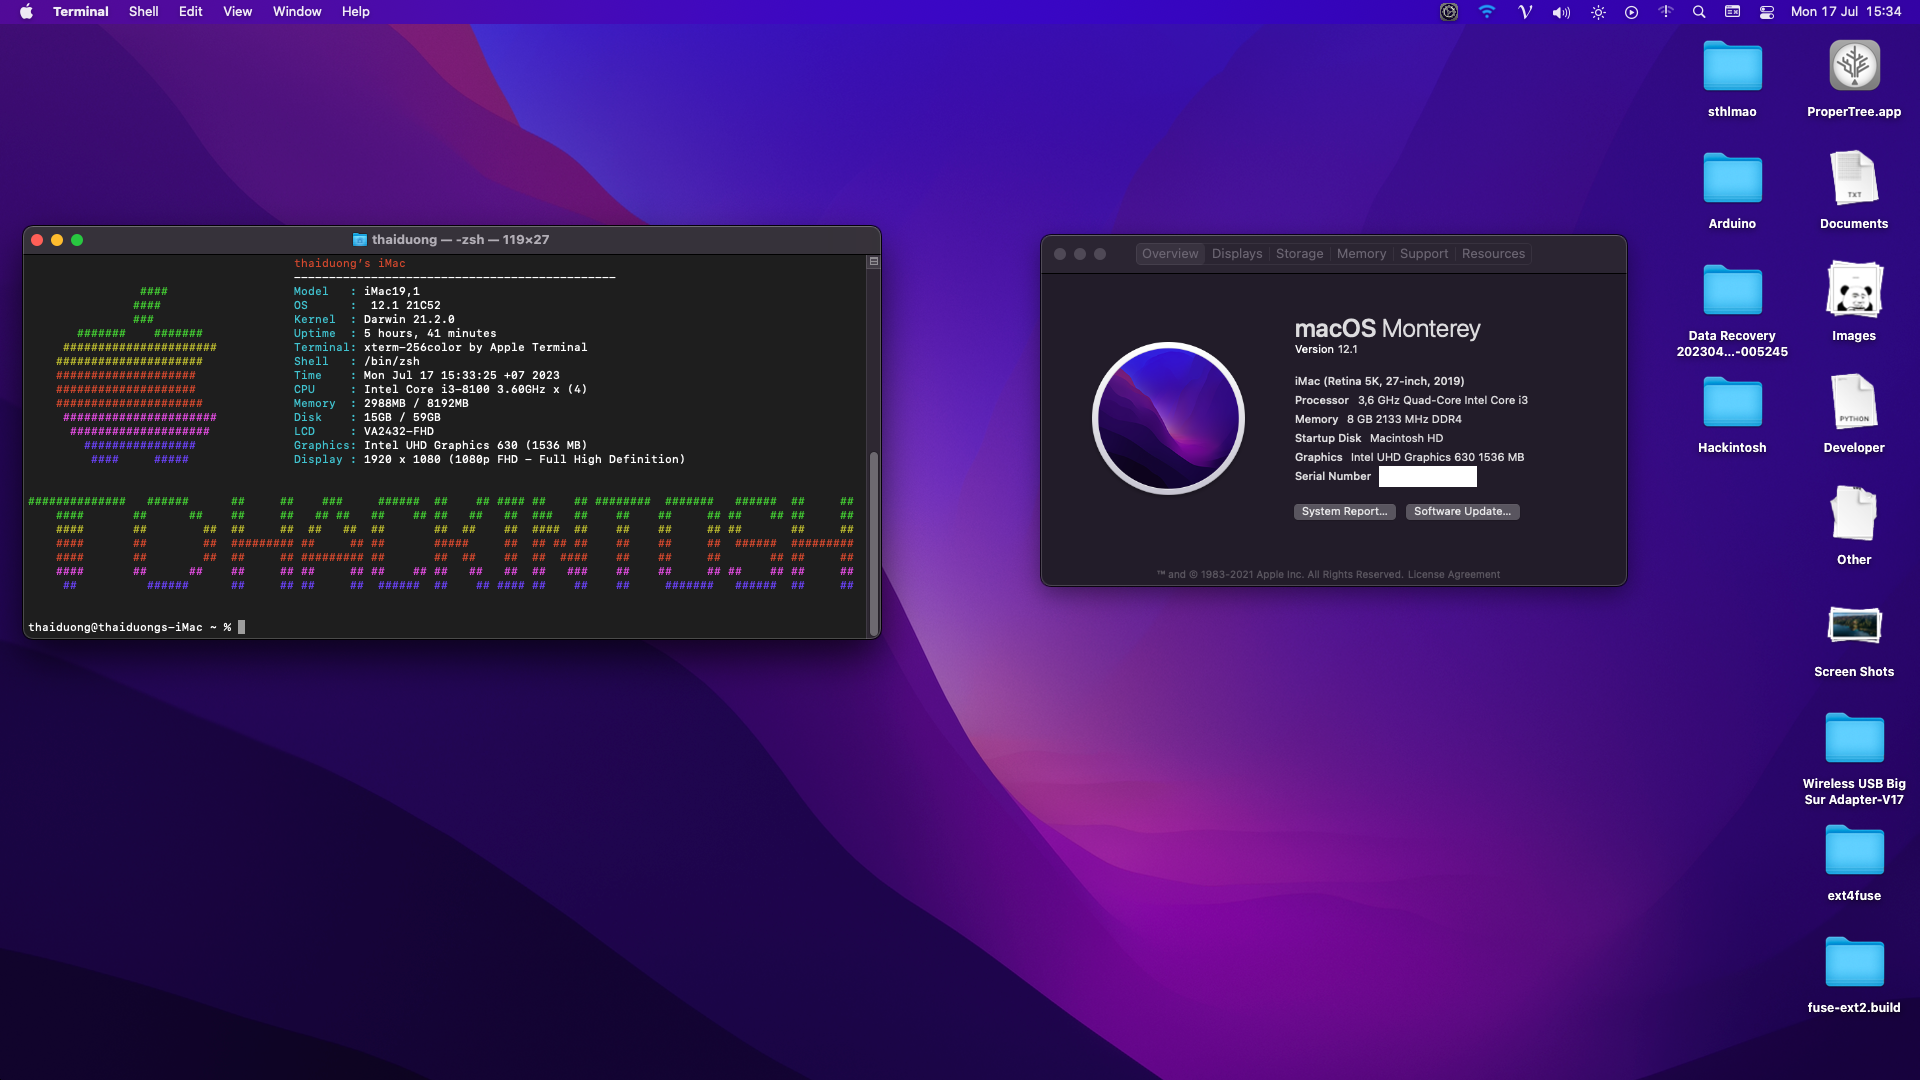 Terminal Shell Edit View Window Help
Mon 17 Jul 15:34
thaiduong — -zsh — 119×27
thaiduong's iMac
----------------------------------------------
Model : iMac19,1
OS : 12.1 21C52
Kernel : Darwin 21.2.0
Uptime : 5 hours, 41 minutes
Terminal: xterm-256color by Apple Terminal
Shell : /bin/zsh
Time : Mon Jul 17 15:33:25 +07 2023
CPU : Intel Core i3-8100 3.60GHz x (4)
Memory : 2988MB / 8192MB
Disk : 15GB / 59GB
LCD : VA2432-FHD
Graphics: Intel UHD Graphics 630 (1536 MB)
Display : 1920 x 1080 (1080p FHD - Full High Definition)
TDHACKINTOSH
thaiduong@thaiduongs-iMac ~ %
Overview Displays Storage Memory Support Resources
macOS Monterey
Version 12.1
iMac (Retina 5K, 27-inch, 2019)
Processor 3,6 GHz Quad-Core Intel Core i3
Memory 8 GB 2133 MHz DDR4
Startup Disk Macintosh HD
Graphics Intel UHD Graphics 630 1536 MB
Serial Number
System Report... Software Update...
™ and © 1983-2021 Apple Inc. All Rights Reserved. License Agreement
sthlmao
ProperTree.app
Arduino
TXT
Documents
Data Recovery
202304...-005245
Images
Hackintosh
PYTHON
Developer
Other
Screen Shots
Wireless USB Big
Sur Adapter-V17
ext4fuse
fuse-ext2.build